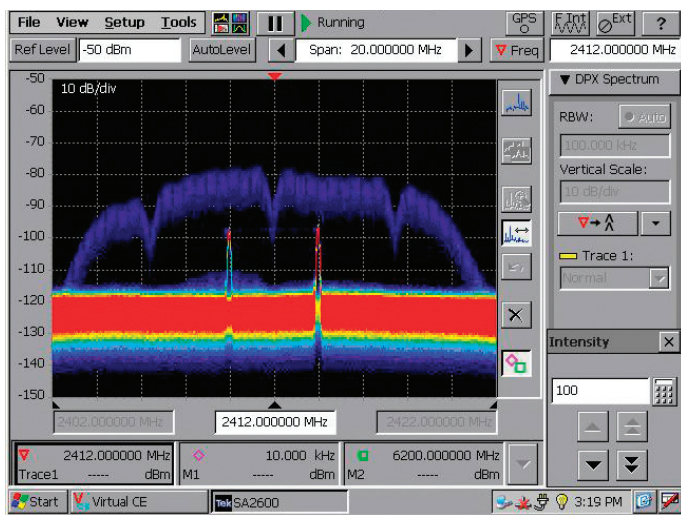 File View Setup Tools Running GPS F Int Ext ?
Ref Level -50 dBm AutoLevel Span: 20.000000 MHz Freq 2412.000000 MHz
-50
10 dB/div
-60
-70
-80
-90
-100
-110
-120
-130
-140
-150
2402.000000 MHz 2412.000000 MHz 2422.000000 MHz
DPX Spectrum
RBW: Auto
100.000 kHz
Vertical Scale:
10 dB/div
Trace 1:
Normal
Intensity X
100
2412.000000 MHz 10.000 kHz 6200.000000 MHz
Trace1 ----- dBm M1 ----- dBm M2 ----- dBm
Start Virtual CE Tek SA2600 3:19 PM